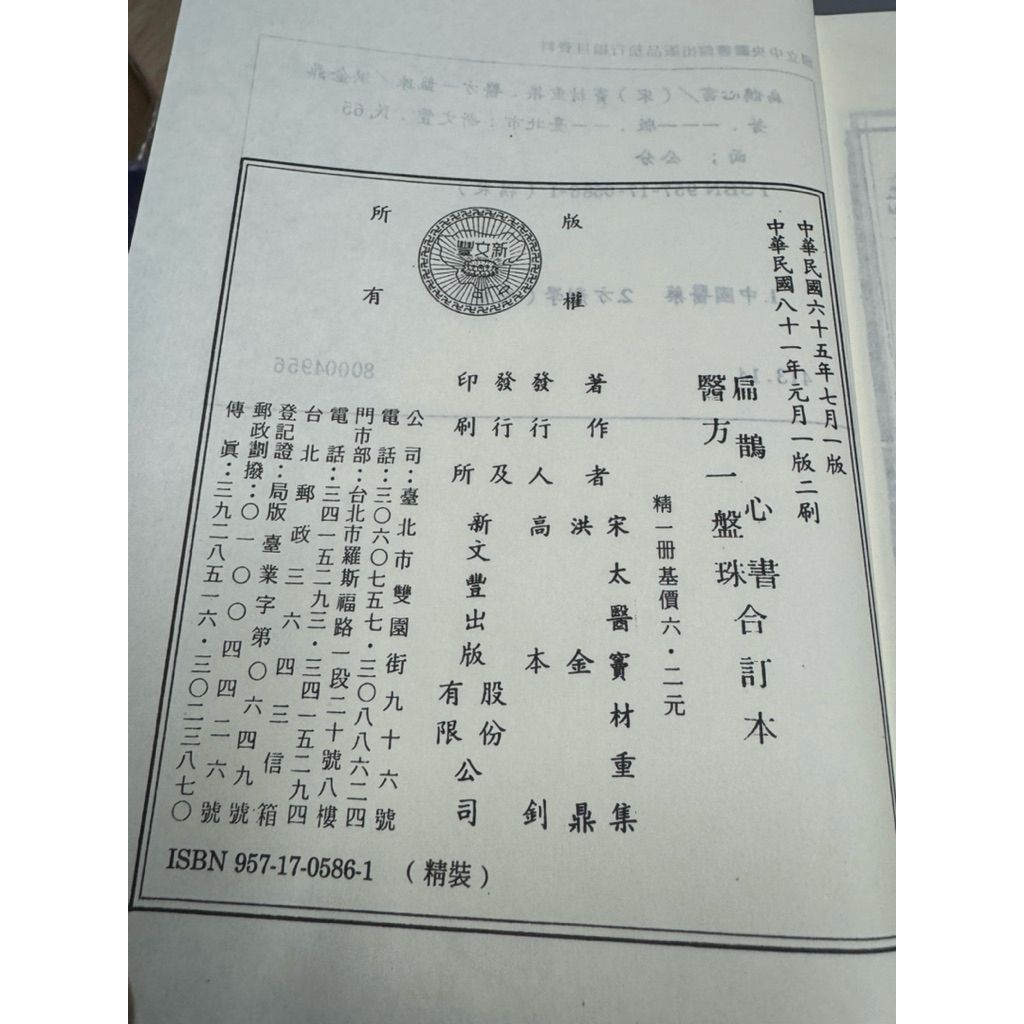 中華民國六十五年七月一版
中華民國八十一年元月一版二刷
扁鵲心書
醫方一盤珠
合訂本
精一册基價六·二元
版權所有
新文豐
著作者
宋太醫竇材重集
洪金鼎
發行人 高本釗
發行及印刷所 新文豐出版股份有限公司
公司：臺北市雙園街九十六號
電話：三〇六〇七五七·三〇八八六二四
門市部：台北市羅斯福路一段二十號八樓
電話：三四一五二九三·三四一五二九四
台北郵政三六四三信箱
登記證：局版臺業字第〇六四九號
郵政劃撥：〇一〇〇四四二六號
傳眞：三九二八五一六·三〇二三八七〇
ISBN 957-17-0586-1 （精裝）
80004956